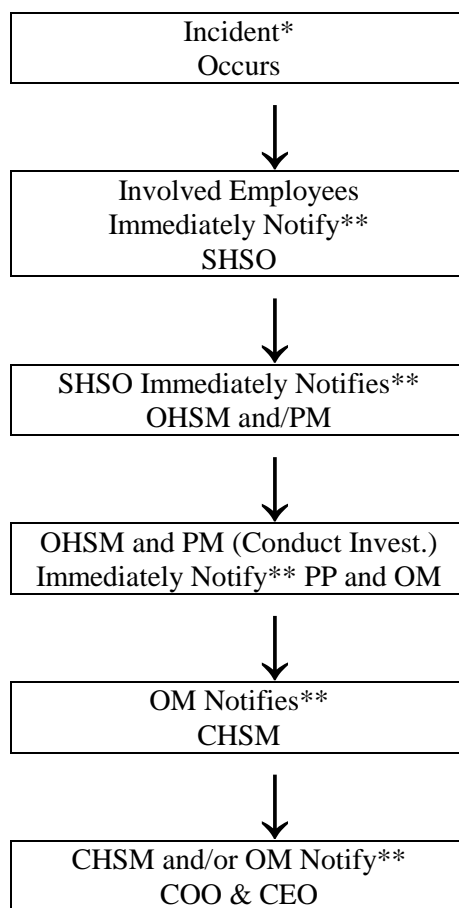 Incident*
Occurs
Involved Employees
Immediately Notify**
SHSO
SHSO Immediately Notifies**
OHSM and/PM
OHSM and PM (Conduct Invest.)
Immediately Notify** PP and OM
OM Notifies**
CHSM
CHSM and/or OM Notify**
COO & CEO